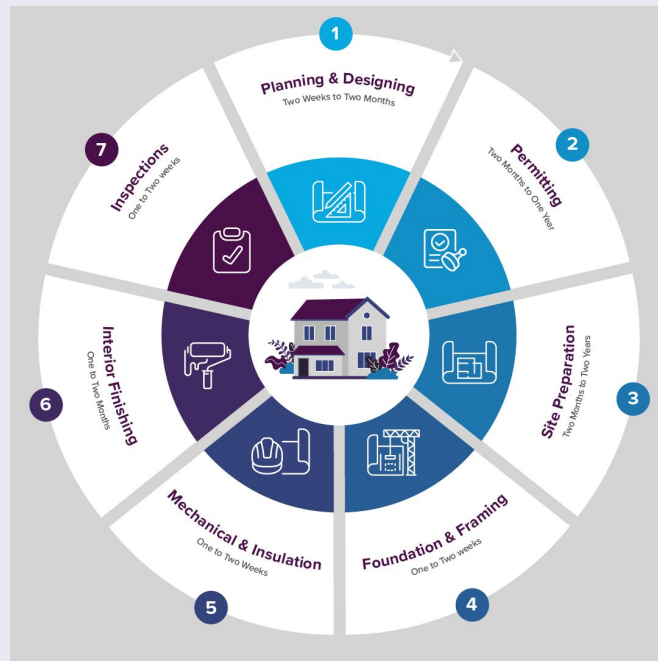 1
Planning & Designing
Two Weeks to Two Months
2
Permitting
Two Months to One Year
3
Site Preparation
Two Months to Two Years
4
Foundation & Framing
One to Two weeks
5
Mechanical & Insulation
One to Two Weeks
6
Interior Finishing
One to Two Months
7
Inspections
One to Two weeks